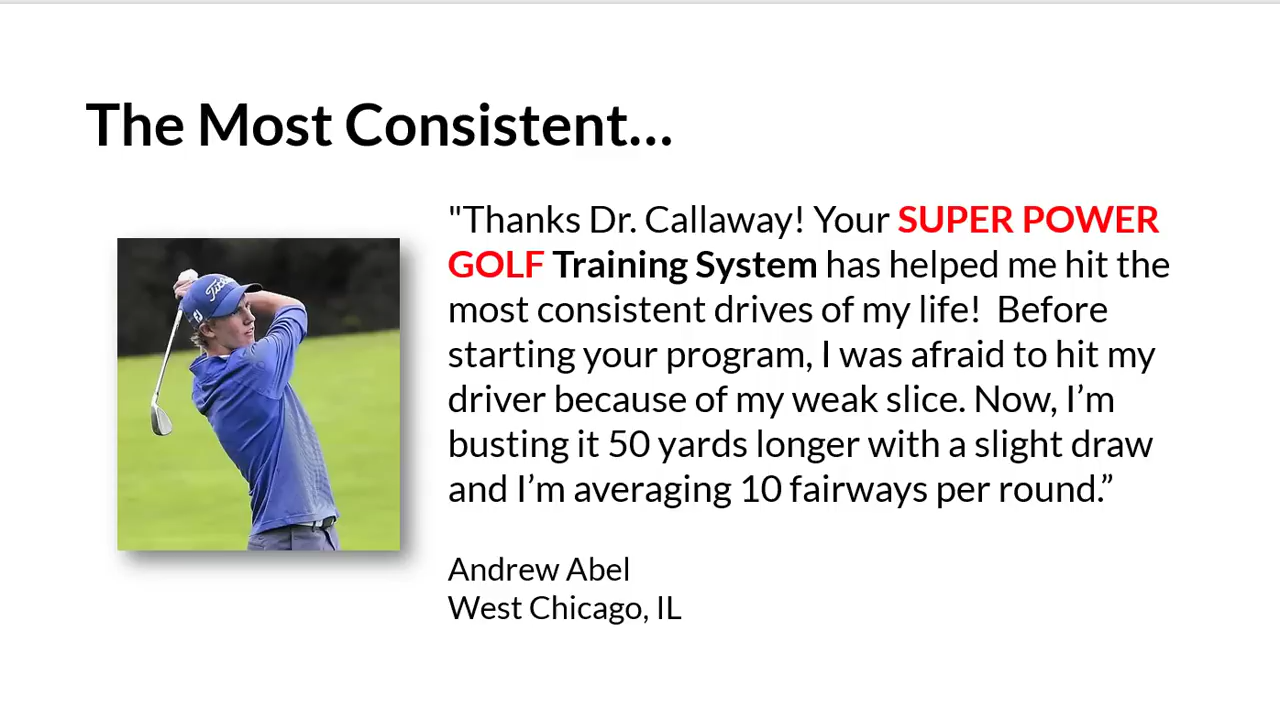 The Most Consistent...
"Thanks Dr. Callaway! Your SUPER POWER
GOLF Training System has helped me hit the
most consistent drives of my life!  Before
starting your program, I was afraid to hit my
driver because of my weak slice. Now, I’m
busting it 50 yards longer with a slight draw
and I’m averaging 10 fairways per round.”
Andrew Abel
West Chicago, IL